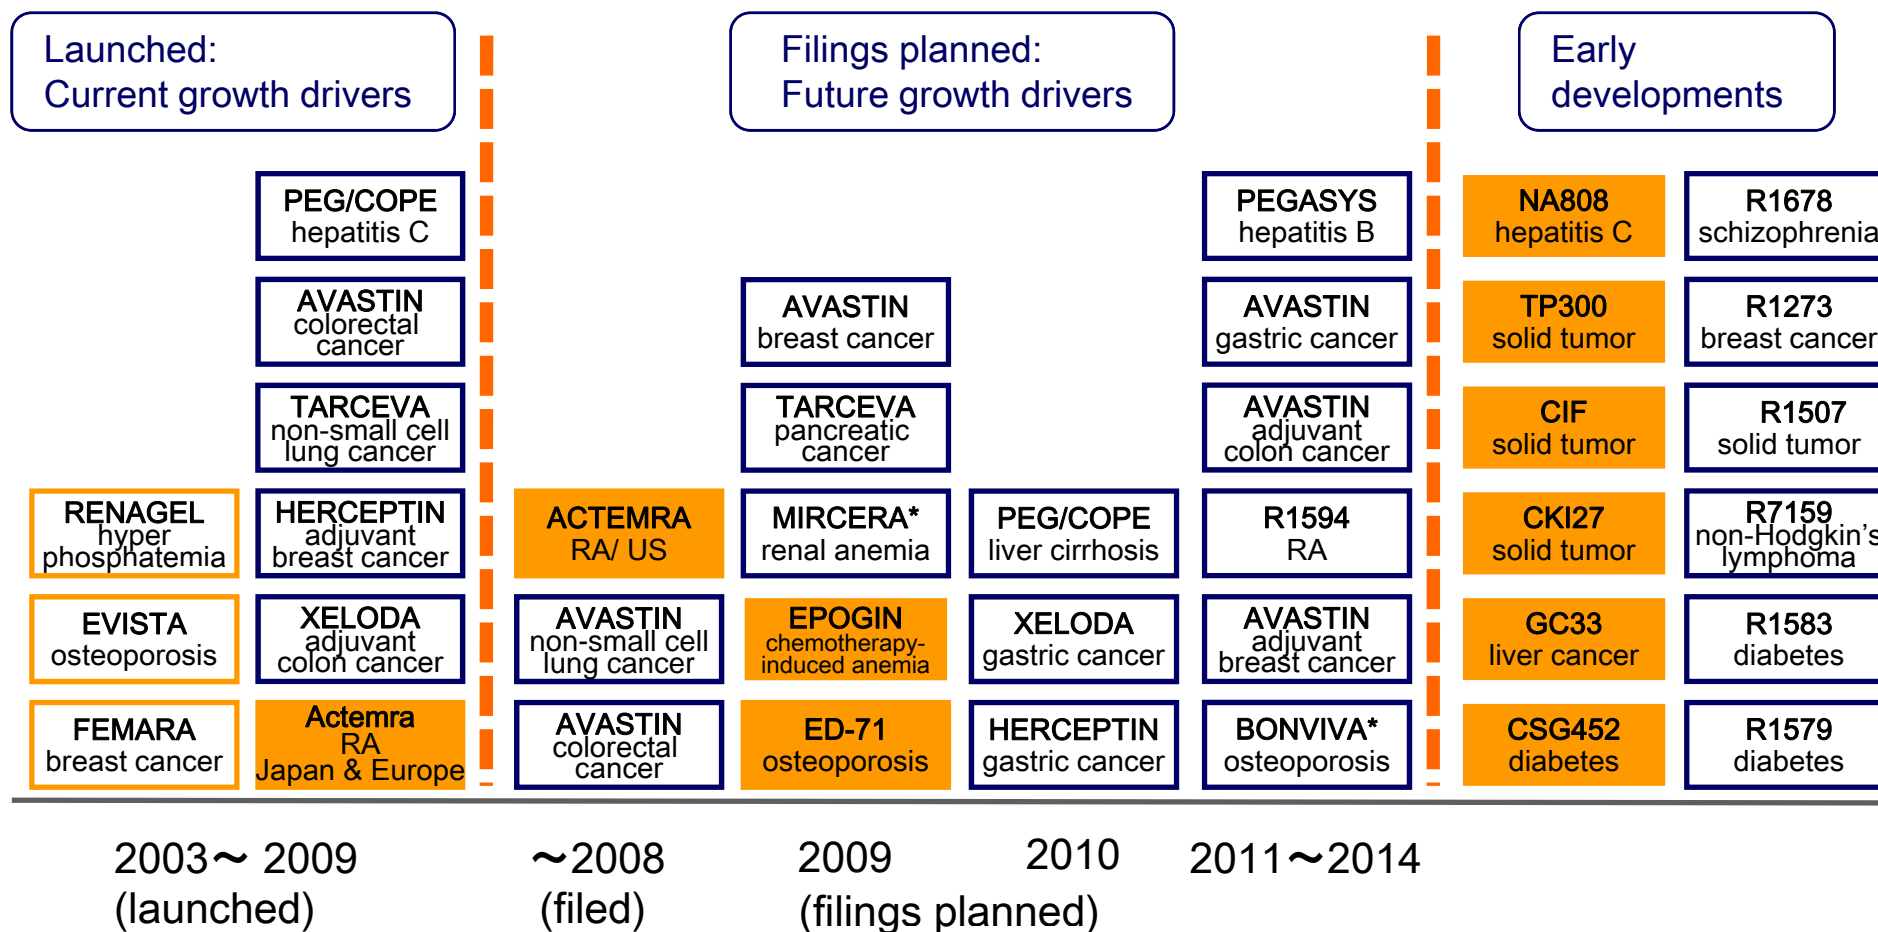 Launched:
Current growth drivers
Filings planned:
Future growth drivers
Early
developments
PEG/COPE
hepatitis C
AVASTIN
colorectal
cancer
TARCEVA
non-small cell
lung cancer
RENAGEL
hyper
phosphatemia
HERCEPTIN
adjuvant
breast cancer
EVISTA
osteoporosis
XELODA
adjuvant
colon cancer
FEMARA
breast cancer
Actemra
RA
Japan & Europe
ACTEMRA
RA/ US
AVASTIN
non-small cell
lung cancer
AVASTIN
colorectal
cancer
AVASTIN
breast cancer
TARCEVA
pancreatic
cancer
MIRCERA*
renal anemia
EPOGIN
chemotherapy-
induced anemia
ED-71
osteoporosis
PEG/COPE
liver cirrhosis
XELODA
gastric cancer
HERCEPTIN
gastric cancer
PEGASYS
hepatitis B
AVASTIN
gastric cancer
AVASTIN
adjuvant
colon cancer
R1594
RA
AVASTIN
adjuvant
breast cancer
BONVIVA*
osteoporosis
NA808
hepatitis C
TP300
solid tumor
CIF
solid tumor
CKI27
solid tumor
GC33
liver cancer
CSG452
diabetes
R1678
schizophrenia
R1273
breast cancer
R1507
solid tumor
R7159
non-Hodgkin's
lymphoma
R1583
diabetes
R1579
diabetes
2003～ 2009
(launched)
～2008
(filed)
2009
2010
2011～2014
(filings planned)